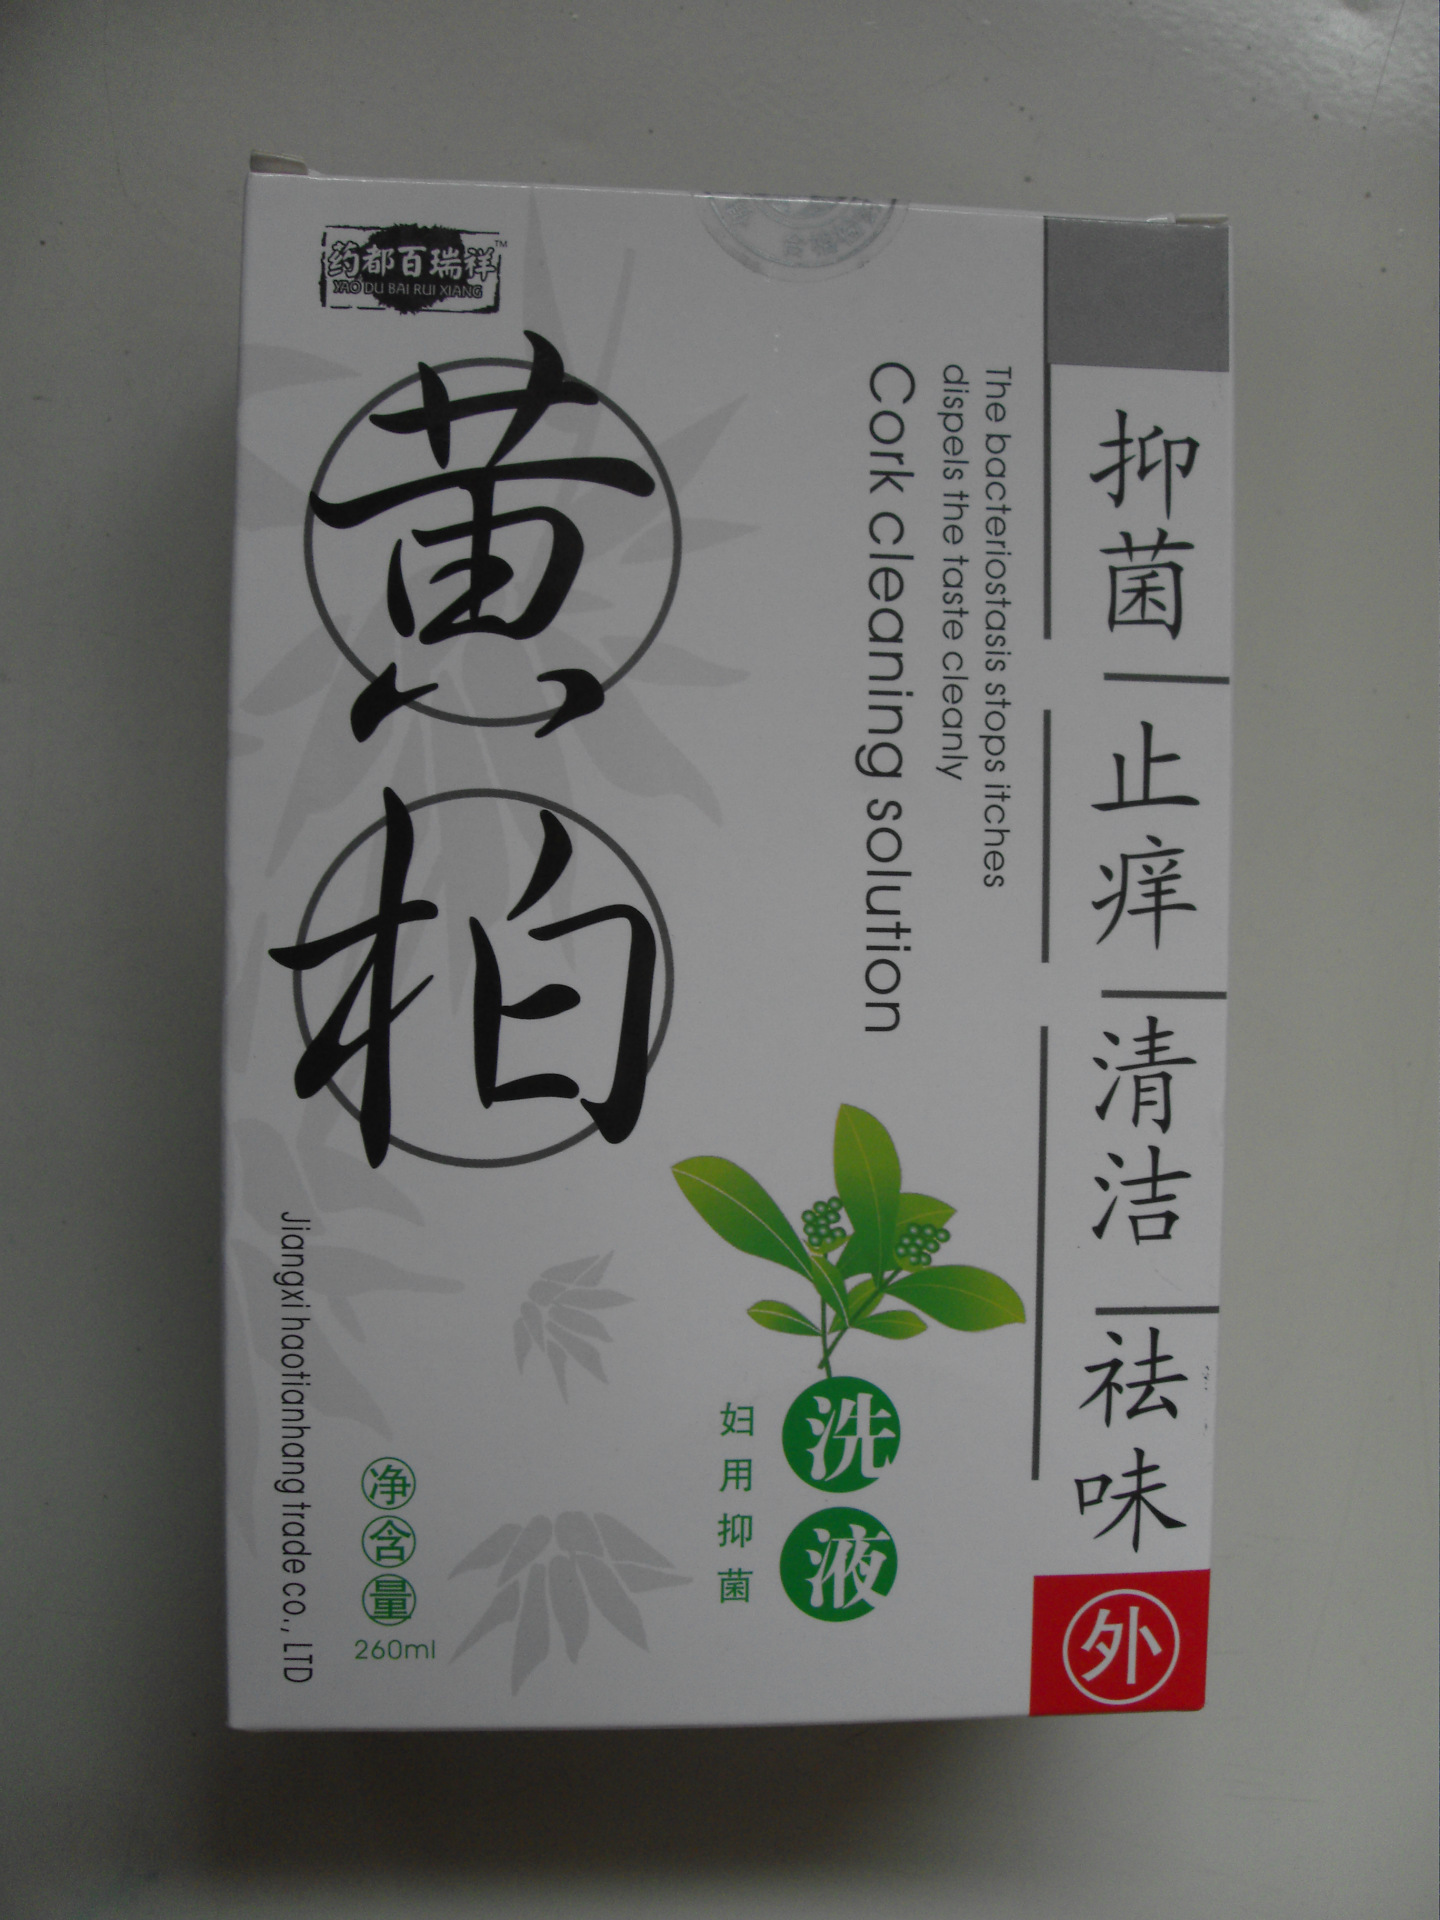 药都百瑞祥™
YAO DU BAI RUI XIANG
黄柏
The bacteriostasis stops itches
dispels the taste cleanly
Cork cleaning solution
抑菌
止痒
清洁
祛味
外
洗液
妇用抑菌
净含量
260ml
Jiangxi haotianhang trade co., LTD